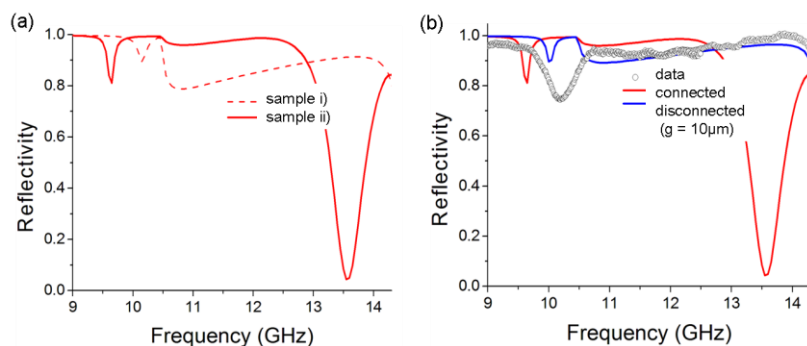 (a)
1.0
0.8
0.6
0.4
0.2
0.0
Reflectivity
sample i)
sample ii)
9 10 11 12 13 14
Frequency (GHz)
(b)
1.0
0.8
0.6
0.4
0.2
0.0
Reflectivity
data
connected
disconnected
(g = 10µm)
9 10 11 12 13 14
Frequency (GHz)